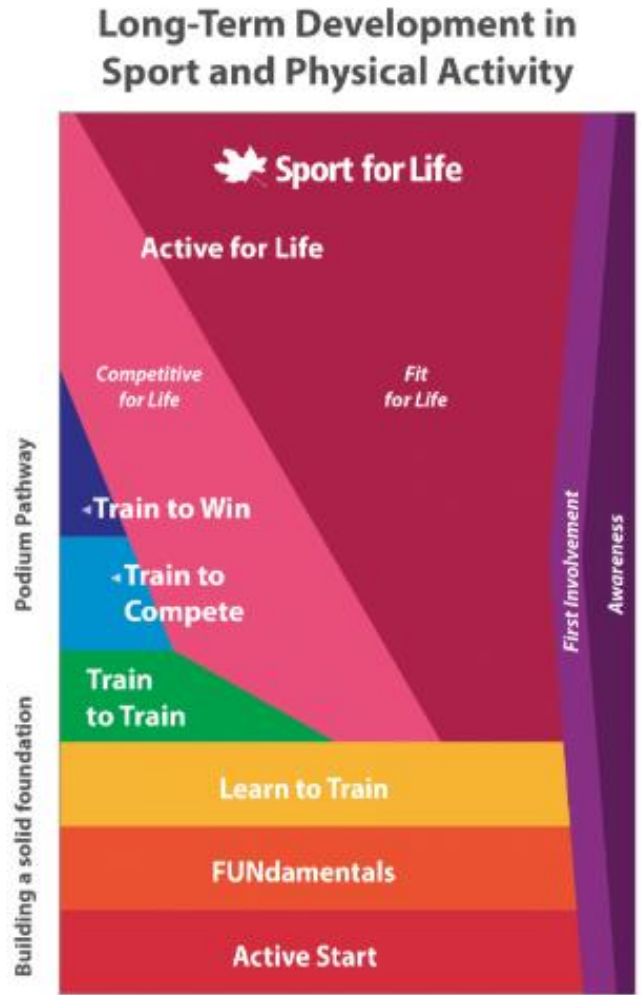 Long-Term Development in
Sport and Physical Activity
Sport for Life
Active for Life
Competitive
for Life
Fit
for Life
Train to Win
Train to
Compete
Train
to Train
Learn to Train
FUNdamentals
Active Start
Podium Pathway
Building a solid foundation
First Involvement
Awareness